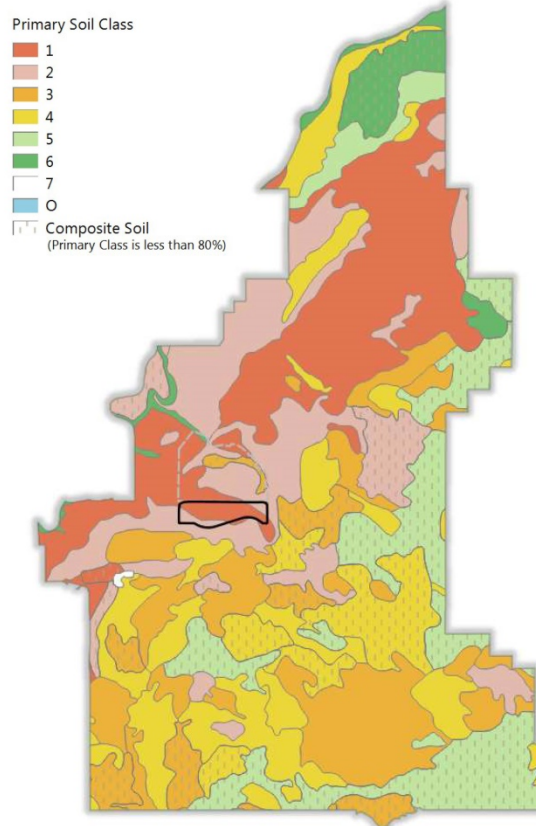 Primary Soil Class
1
2
3
4
5
6
7
O
Composite Soil
(Primary Class is less than 80%)